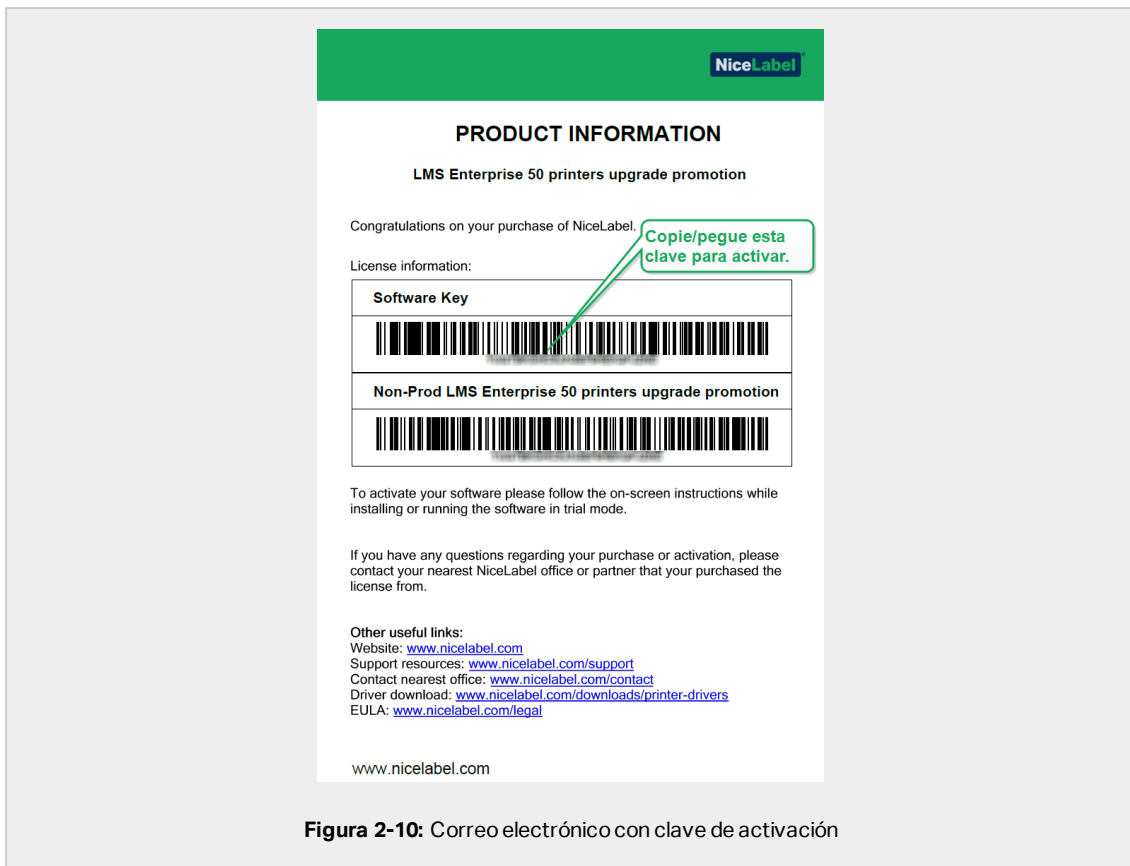 NiceLabel
PRODUCT INFORMATION
LMS Enterprise 50 printers upgrade promotion
Congratulations on your purchase of NiceLabel.
Copie/pegue esta
clave para activar.
License information:
Software Key
Non-Prod LMS Enterprise 50 printers upgrade promotion
To activate your software please follow the on-screen instructions while
installing or running the software in trial mode.
If you have any questions regarding your purchase or activation, please
contact your nearest NiceLabel office or partner that your purchased the
license from.
Other useful links:
Website: www.nicelabel.com
Support resources: www.nicelabel.com/support
Contact nearest office: www.nicelabel.com/contact
Driver download: www.nicelabel.com/downloads/printer-drivers
EULA: www.nicelabel.com/legal
www.nicelabel.com
Figura 2-10: Correo electrónico con clave de activación